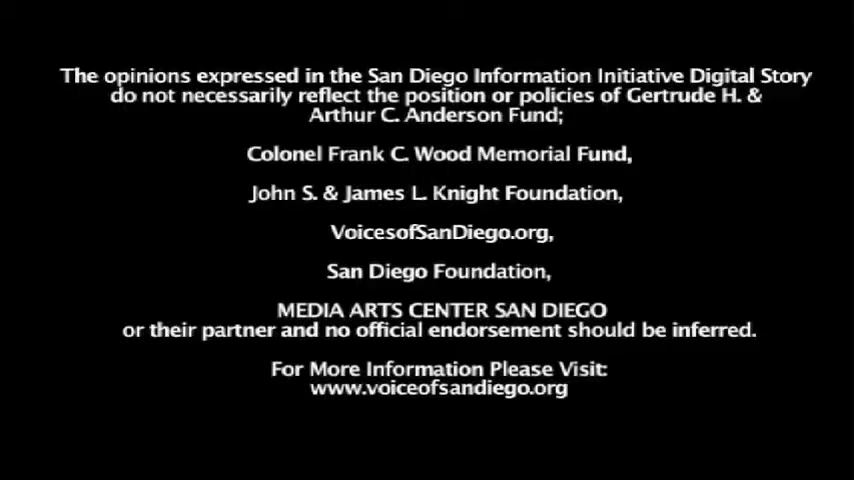 The opinions expressed in the San Diego Information Initiative Digital Story
do not necessarily reflect the position or policies of Gertrude H. &
Arthur C. Anderson Fund;
Colonel Frank C. Wood Memorial Fund,
John S. & James L. Knight Foundation,
VoicesofSanDiego.org,
San Diego Foundation,
MEDIA ARTS CENTER SAN DIEGO
or their partner and no official endorsement should be inferred.
For More Information Please Visit:
www.voiceofsandiego.org